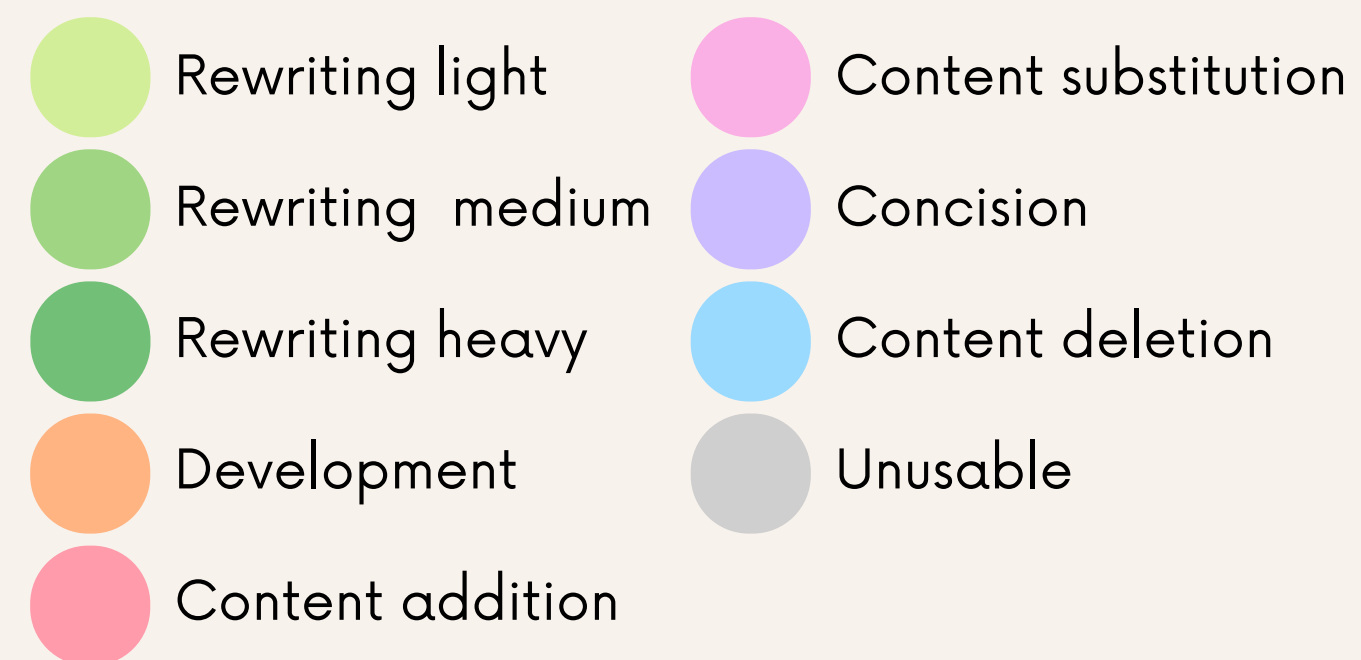 Rewriting light
Rewriting medium
Rewriting heavy
Development
Content addition
Content substitution
Concision
Content deletion
Unusable